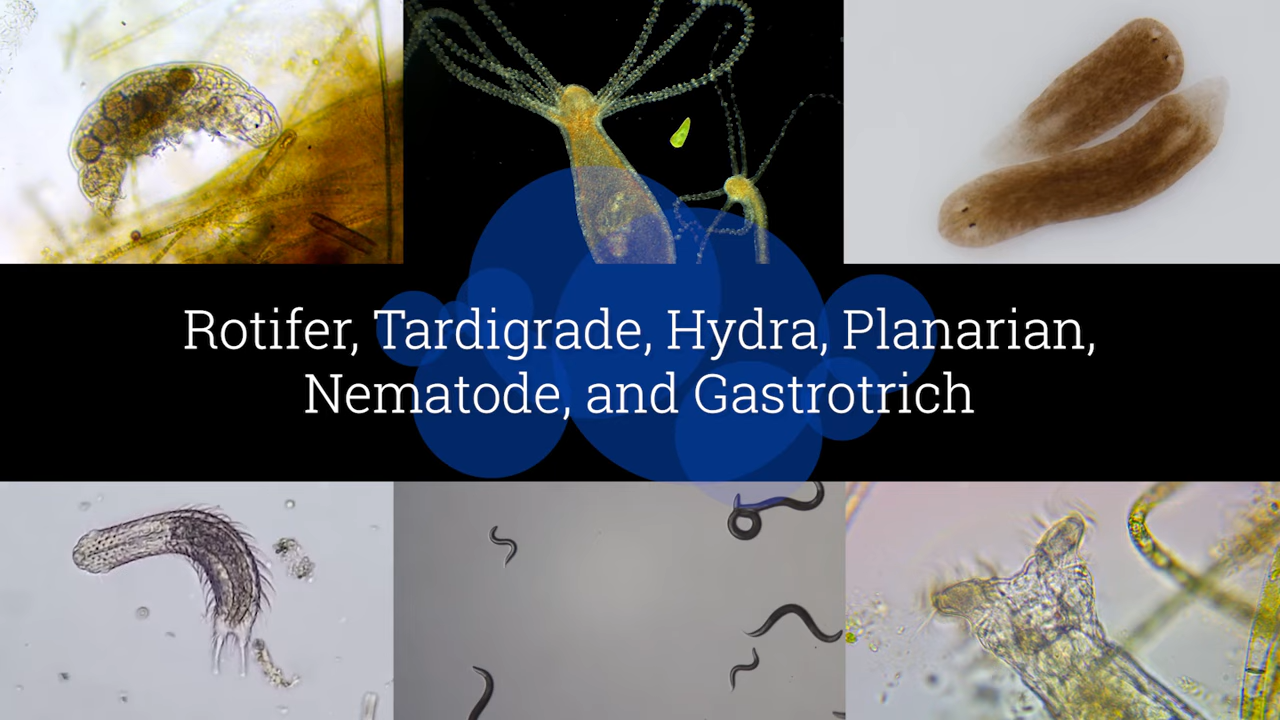 Rotifer, Tardigrade, Hydra, Planarian,
Nematode, and Gastrotrich